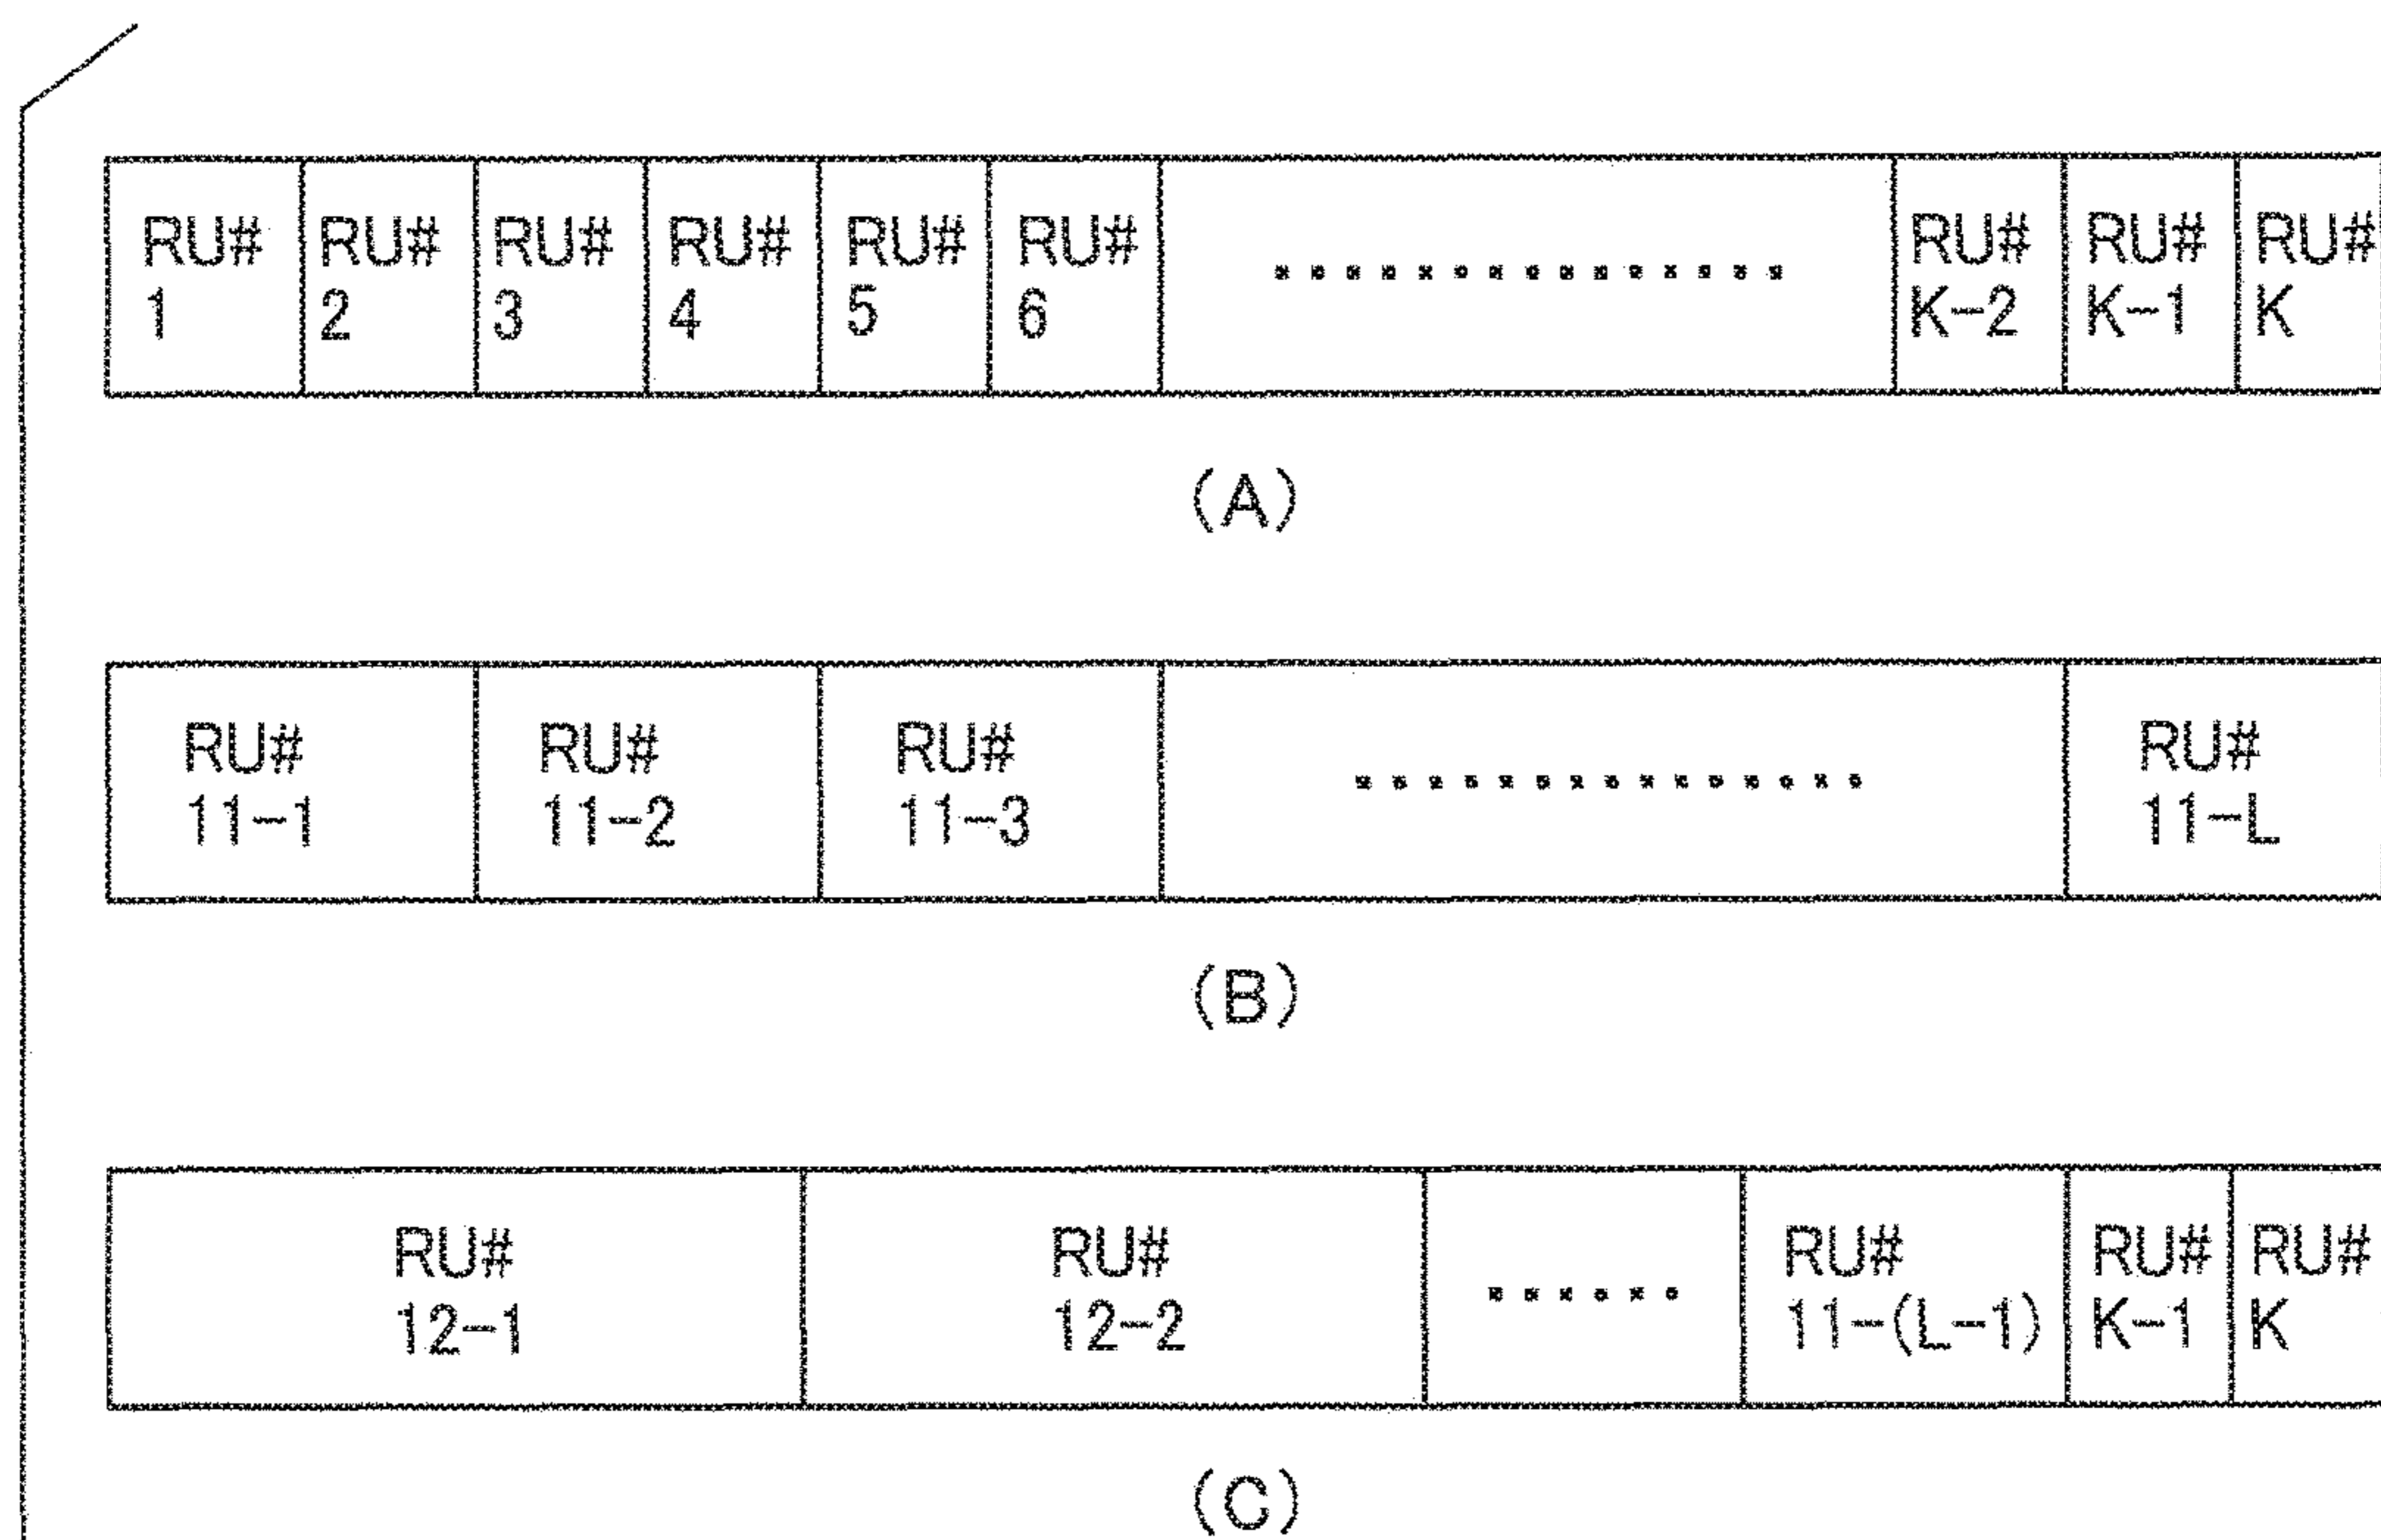 RU# RU# RU# RU# RU# RU# ............... RU# RU# RU#
1 2 3 4 5 6 K-2 K-1 K
(A)
RU# RU# RU# ............... RU#
11-1 11-2 11-3 11-L
(B)
RU# RU# ...... RU# RU# RU#
12-1 12-2 11-(L-1) K-1 K
(C)